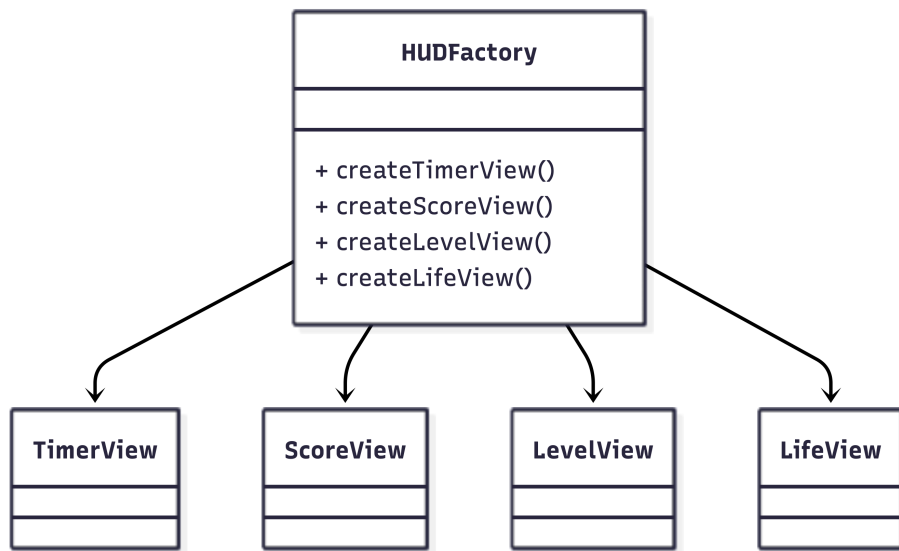 HUDFactory
+ createTimerView()
+ createScoreView()
+ createLevelView()
+ createLifeView()
TimerView
ScoreView
LevelView
LifeView